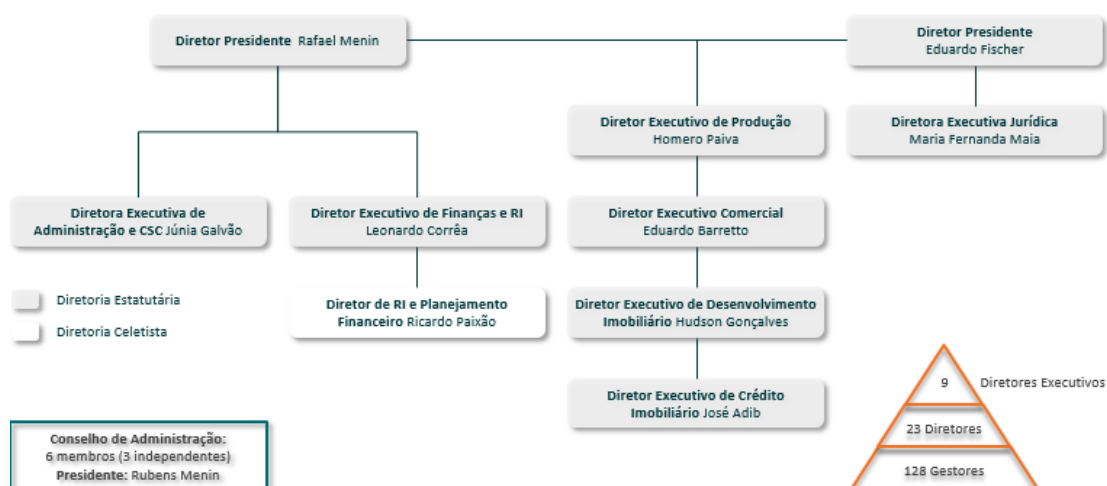 Diretor Presidente Rafael Menin
Diretor Presidente
Eduardo Fischer
Diretor Executivo de Produção
Homero Paiva
Diretora Executiva Jurídica
Maria Fernanda Maia
Diretora Executiva de
Administração e CSC Júnia Galvão
Diretor Executivo de Finanças e RI
Leonardo Corrêa
Diretor Executivo Comercial
Eduardo Barretto
Diretoria Estatutária
Diretoria Celetista
Diretor de RI e Planejamento
Financeiro Ricardo Paixão
Diretor Executivo de Desenvolvimento
Imobiliário Hudson Gonçalves
Diretor Executivo de Crédito
Imobiliário José Adib
Conselho de Administração:
6 membros (3 independentes)
Presidente: Rubens Menin
9 Diretores Executivos
23 Diretores
128 Gestores